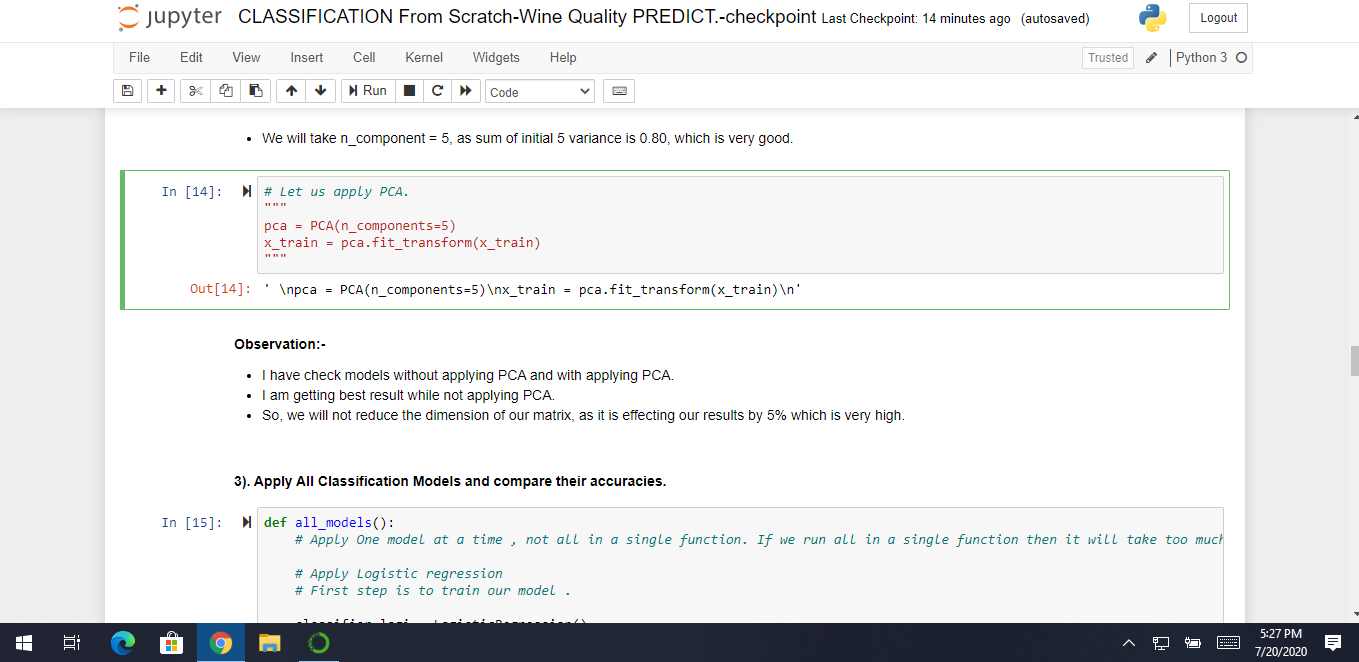 jupyter CLASSIFICATION From Scratch-Wine Quality PREDICT.-checkpoint Last Checkpoint: 14 minutes ago (autosaved) Logout
File Edit View Insert Cell Kernel Widgets Help Trusted Python 3
Run Code
• We will take n_component = 5, as sum of initial 5 variance is 0.80, which is very good.
In [14]: # Let us apply PCA.
"""
pca = PCA(n_components=5)
x_train = pca.fit_transform(x_train)
"""
Out[14]: ' \npca = PCA(n_components=5)\nx_train = pca.fit_transform(x_train)\n'
Observation:-
• I have check models without applying PCA and with applying PCA.
• I am getting best result while not applying PCA.
• So, we will not reduce the dimension of our matrix, as it is effecting our results by 5% which is very high.
3). Apply All Classification Models and compare their accuracies.
In [15]: def all_models():
# Apply One model at a time , not all in a single function. If we run all in a single function then it will take too much
# Apply Logistic regression
# First step is to train our model .
5:27 PM
7/20/2020